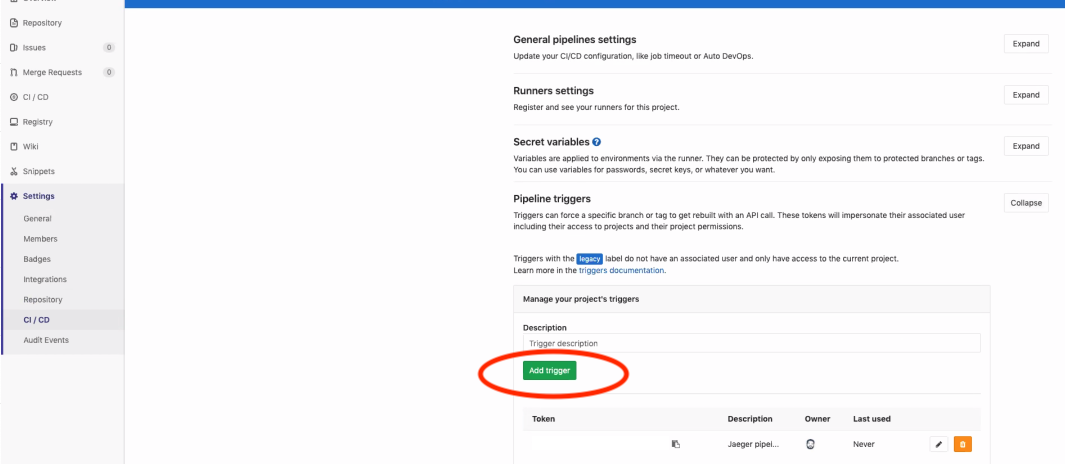 Repository
Issues 0
Merge Requests 0
CI / CD
Registry
Wiki
Snippets
Settings
General
Members
Badges
Integrations
Repository
CI / CD
Audit Events
General pipelines settings
Expand
Update your CI/CD configuration, like job timeout or Auto DevOps.
Runners settings
Expand
Register and see your runners for this project.
Secret variables
Expand
Variables are applied to environments via the runner. They can be protected by only exposing them to protected branches or tags.
You can use variables for passwords, secret keys, or whatever you want.
Pipeline triggers
Collapse
Triggers can force a specific branch or tag to get rebuilt with an API call. These tokens will impersonate their associated user
including their access to projects and their project permissions.
Triggers with the legacy label do not have an associated user and only have access to the current project.
Learn more in the triggers documentation.
Manage your project's triggers
Description
Trigger description
Add trigger
Token Description Owner Last used
Jaeger pipei... Never